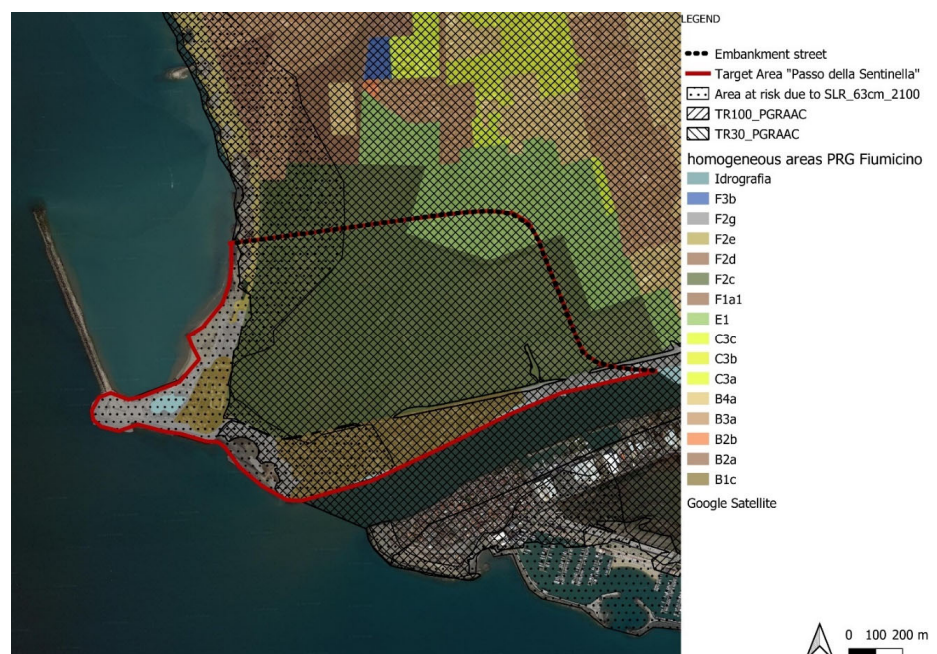 LEGEND
Embankment street
Target Area "Passo della Sentinella"
Area at risk due to SLR_63cm_2100
TR100_PGRAAC
TR30_PGRAAC
homogeneous areas PRG Fiumicino
Idrografia
F3b
F2g
F2e
F2d
F2c
F1a1
E1
C3c
C3b
C3a
B4a
B3a
B2b
B2a
B1c
Google Satellite
0 100 200 m